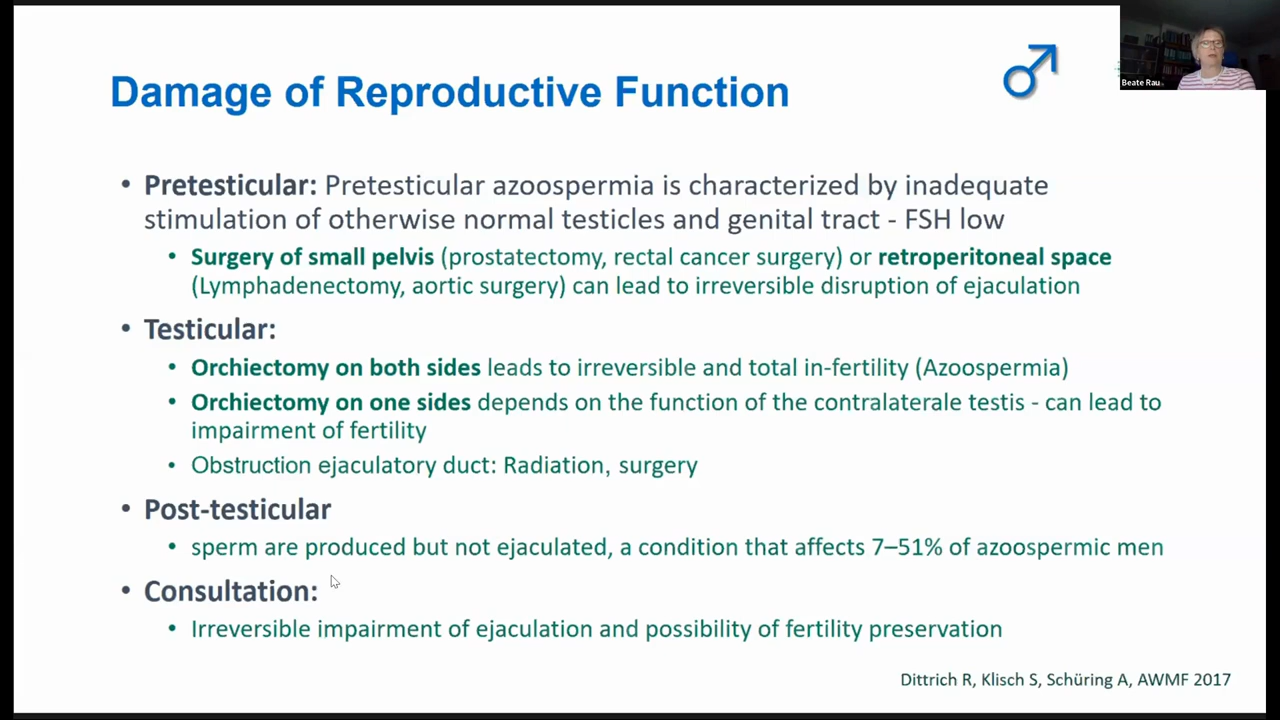 Damage of Reproductive Function
Beate Rau
• Pretesticular: Pretesticular azoospermia is characterized by inadequate
stimulation of otherwise normal testicles and genital tract - FSH low
• Surgery of small pelvis (prostatectomy, rectal cancer surgery) or retroperitoneal space
(Lymphadenectomy, aortic surgery) can lead to irreversible disruption of ejaculation
• Testicular:
• Orchiectomy on both sides leads to irreversible and total in-fertility (Azoospermia)
• Orchiectomy on one sides depends on the function of the contralaterale testis - can lead to
impairment of fertility
• Obstruction ejaculatory duct: Radiation, surgery
• Post-testicular
• sperm are produced but not ejaculated, a condition that affects 7–51% of azoospermic men
• Consultation:
• Irreversible impairment of ejaculation and possibility of fertility preservation
Dittrich R, Klisch S, Schüring A, AWMF 2017